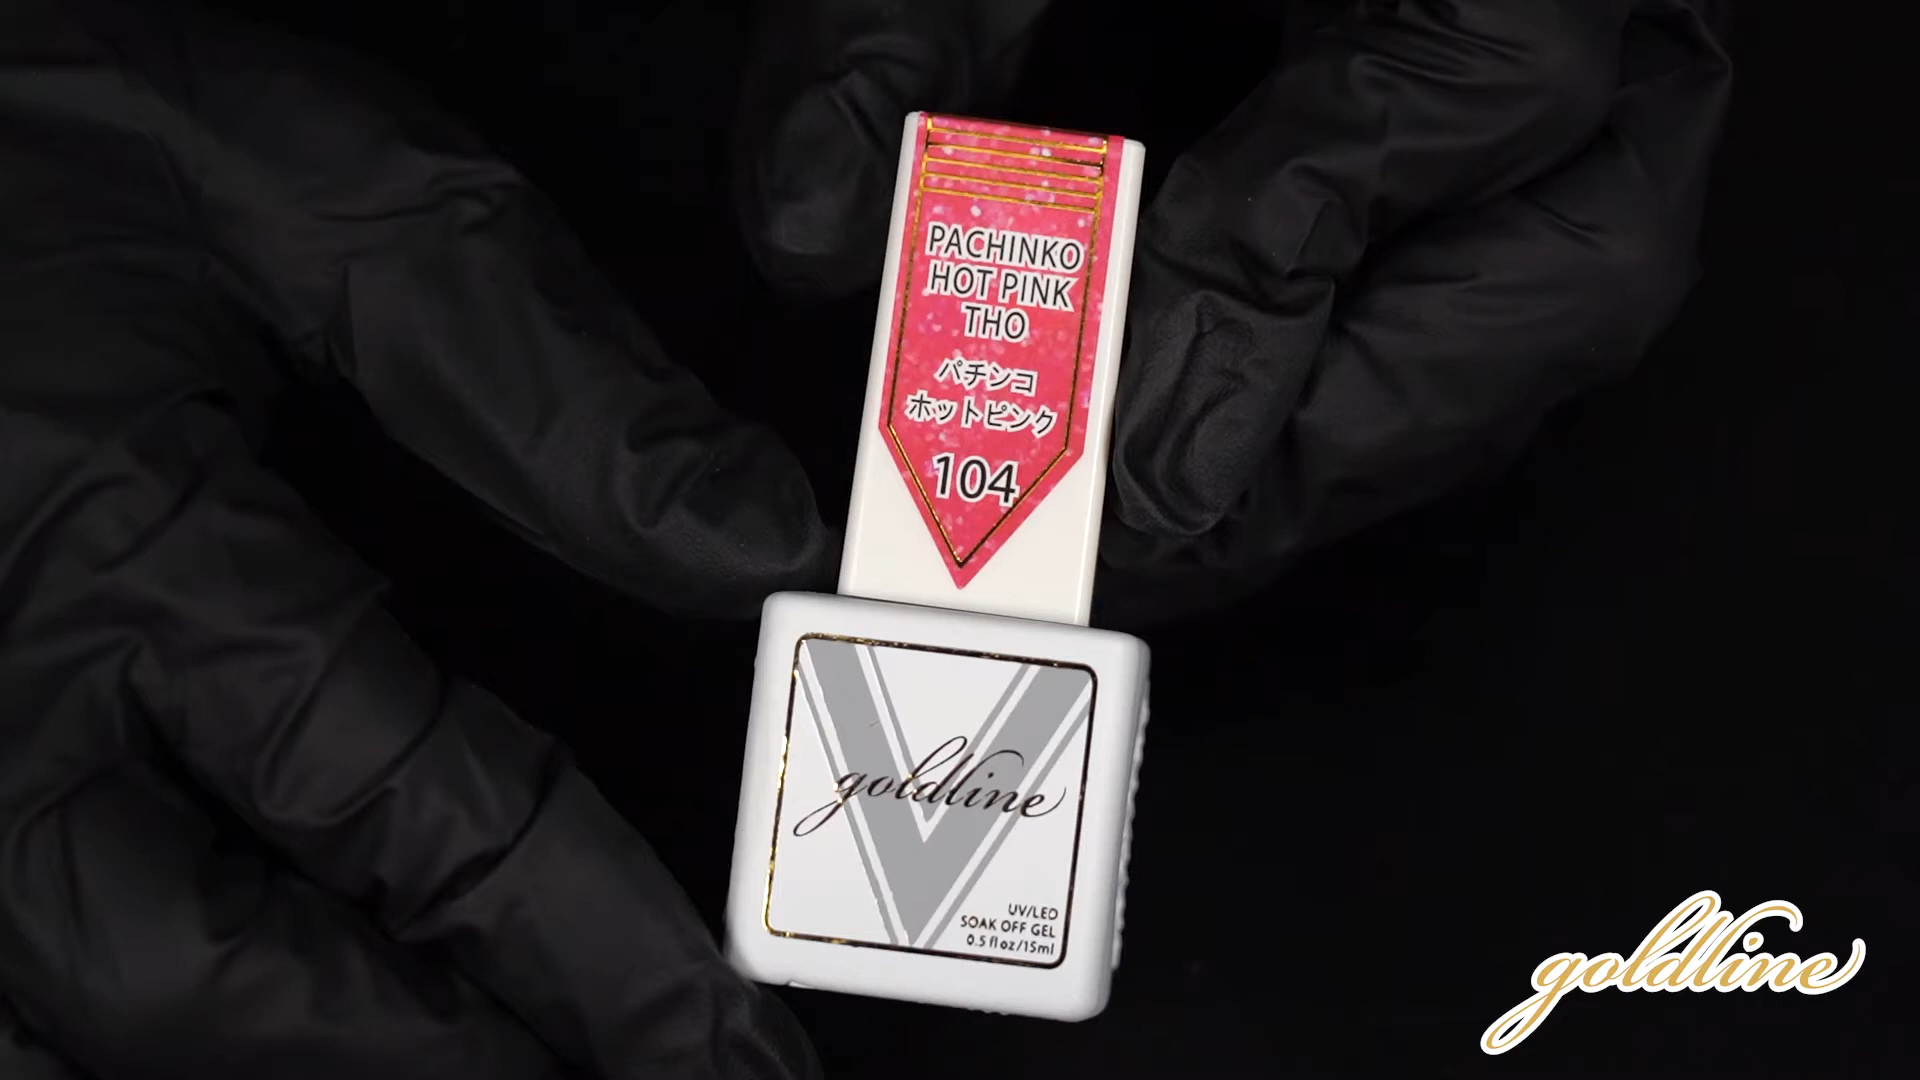 PACHINKO
HOT PINK
THO
パチンコ
ホットピンク
104
goldline
UV/LED
SOAK OFF GEL
0.5 fl oz/15ml
goldline